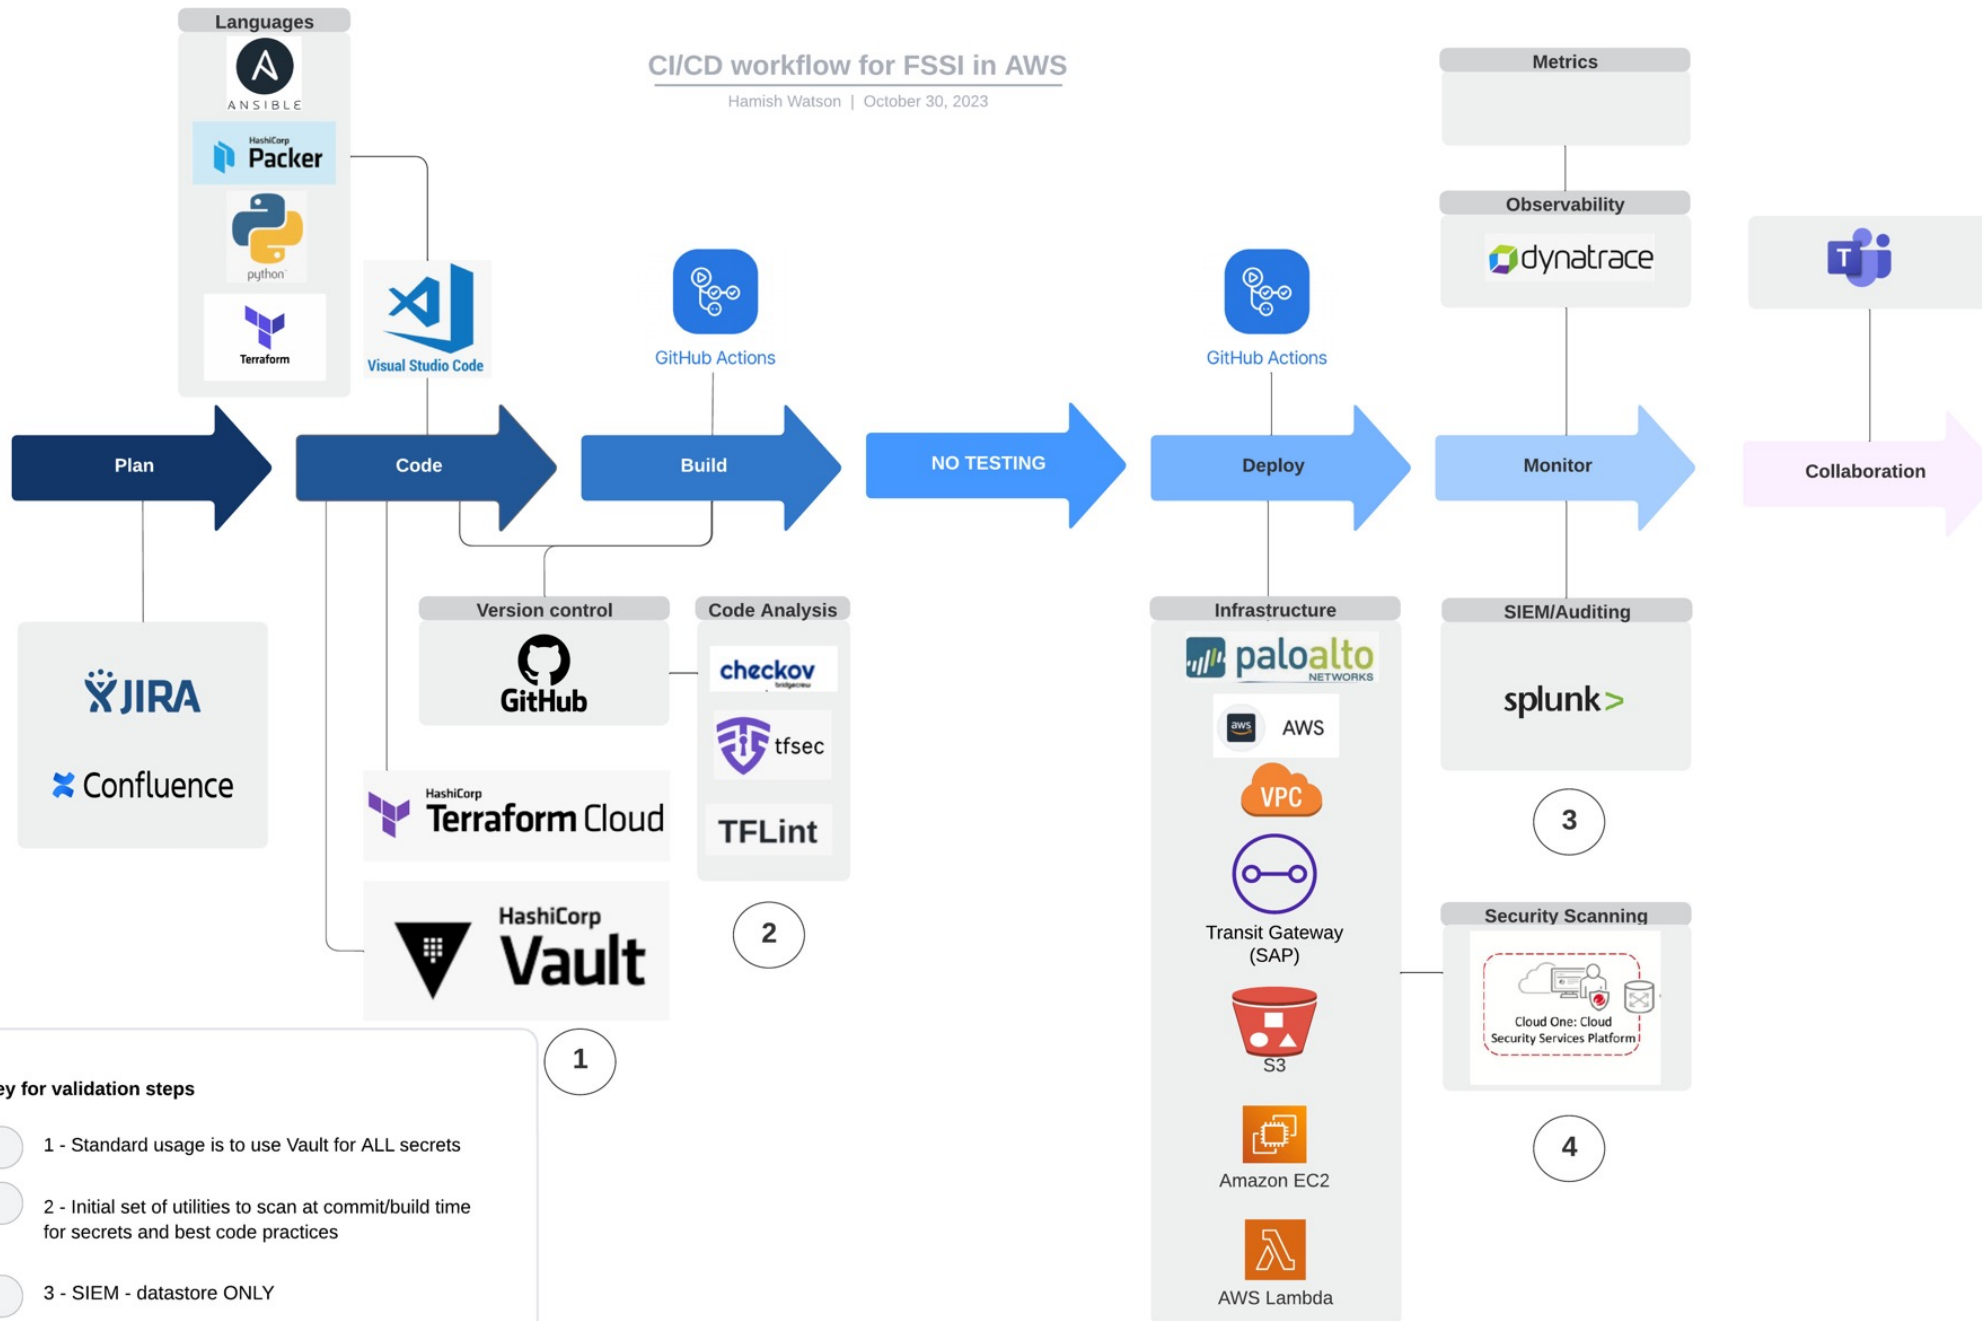 Languages
ANSIBLE
HashiCorp
Packer
python
Terraform
CI/CD workflow for FSSI in AWS
Hamish Watson | October 30, 2023
Metrics
Observability
dynatrace
T
Visual Studio Code
GitHub Actions
GitHub Actions
Plan
Code
Build
NO TESTING
Deploy
Monitor
Collaboration
JIRA
Confluence
Version control
GitHub
Code Analysis
checkov
bridgecrew
tfsec
TFLint
HashiCorp
Terraform Cloud
HashiCorp
Vault
1
2
Infrastructure
paloalto
NETWORKS
aws
AWS
VPC
Transit Gateway
(SAP)
S3
Amazon EC2
AWS Lambda
SIEM/Auditing
splunk>
3
Security Scanning
Cloud One: Cloud
Security Services Platform
4
ey for validation steps
1 - Standard usage is to use Vault for ALL secrets
2 - Initial set of utilities to scan at commit/build time
for secrets and best code practices
3 - SIEM - datastore ONLY